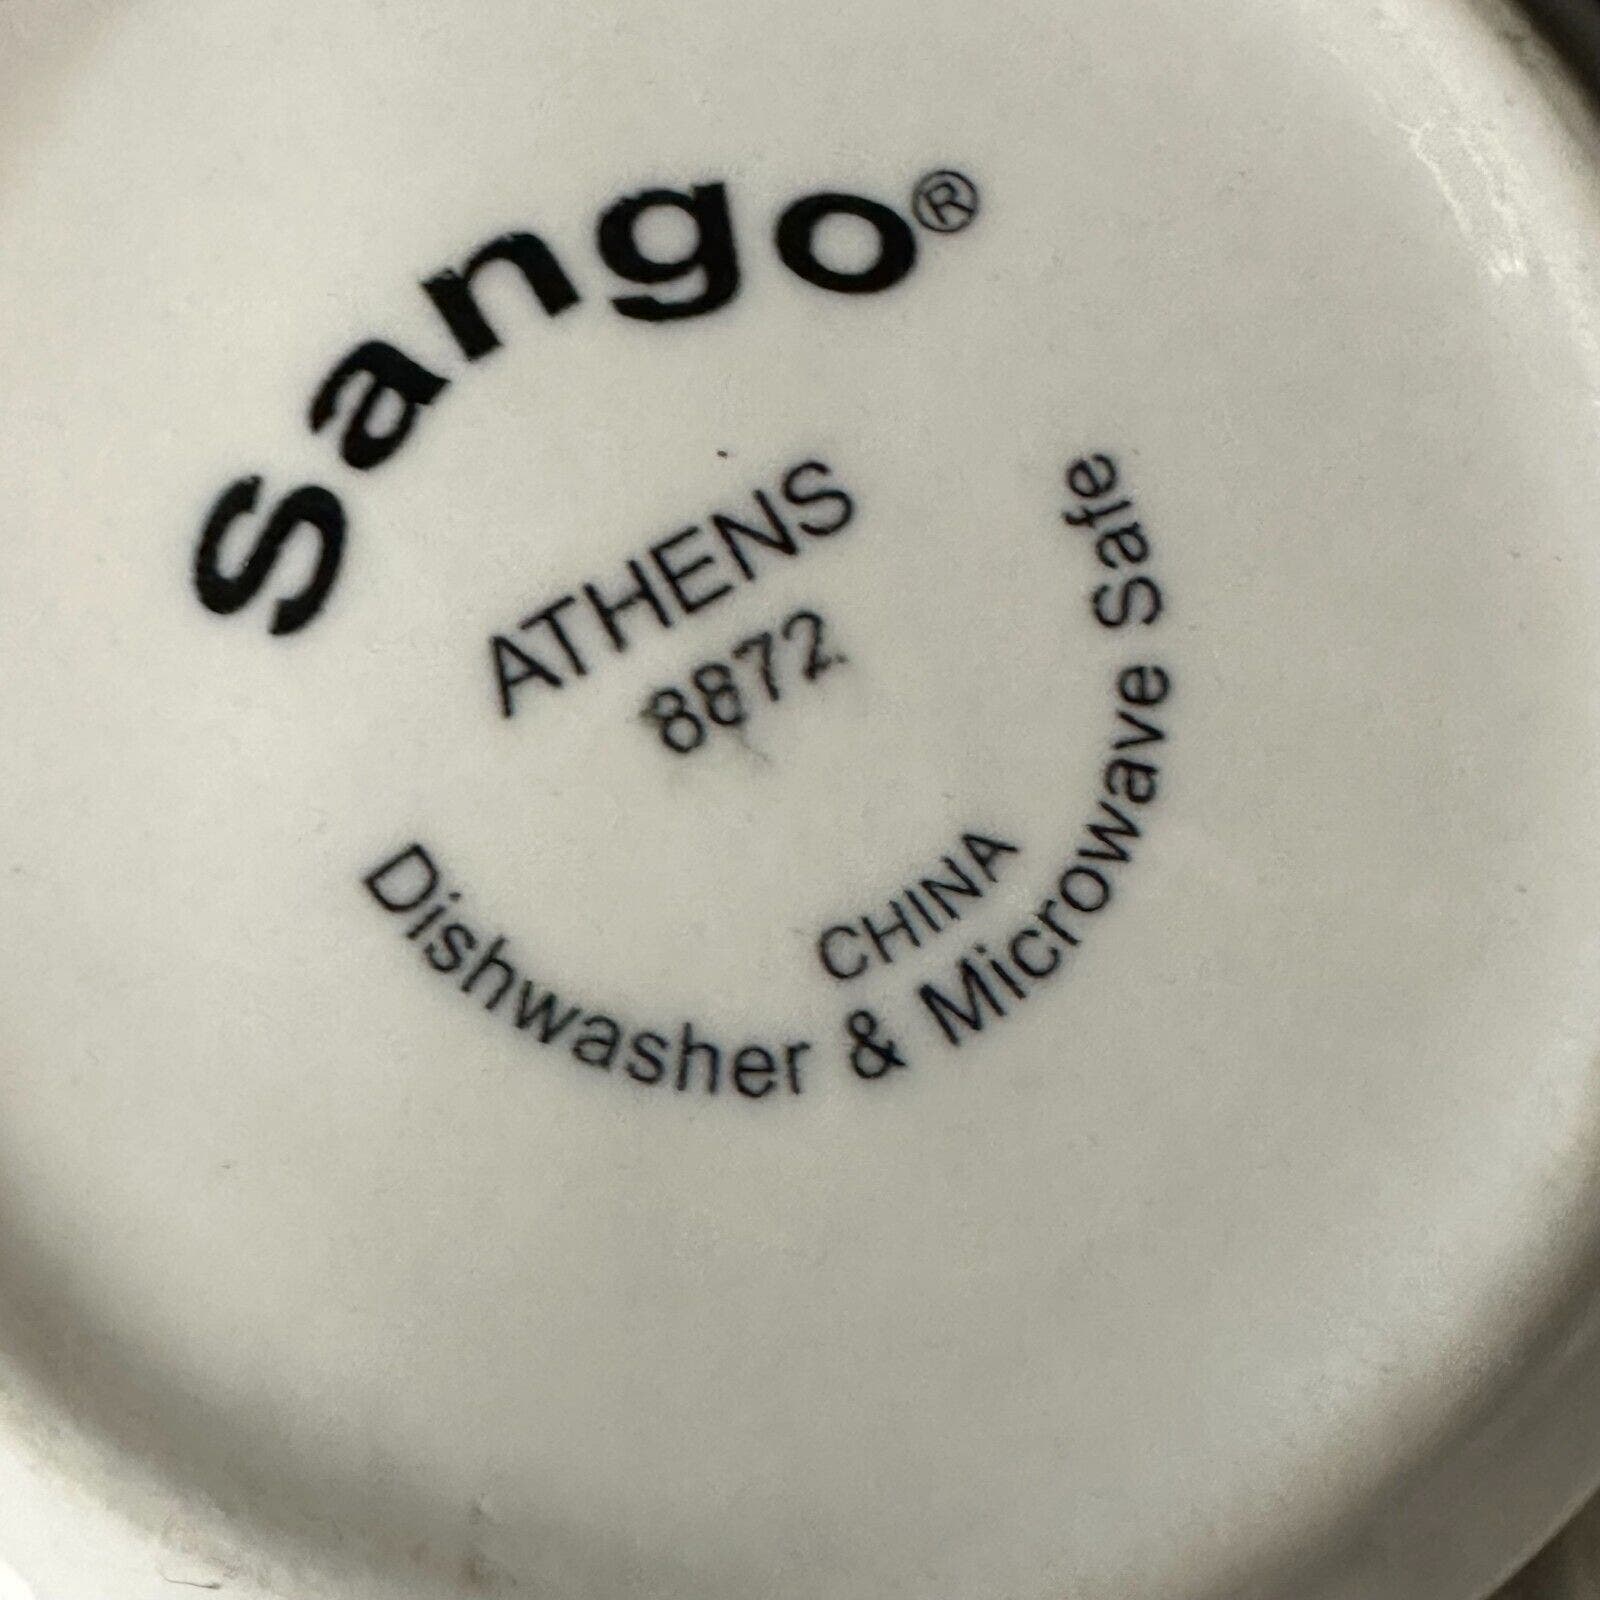 Sango®
ATHENS
8872
CHINA
Dishwasher & Microwave Safe